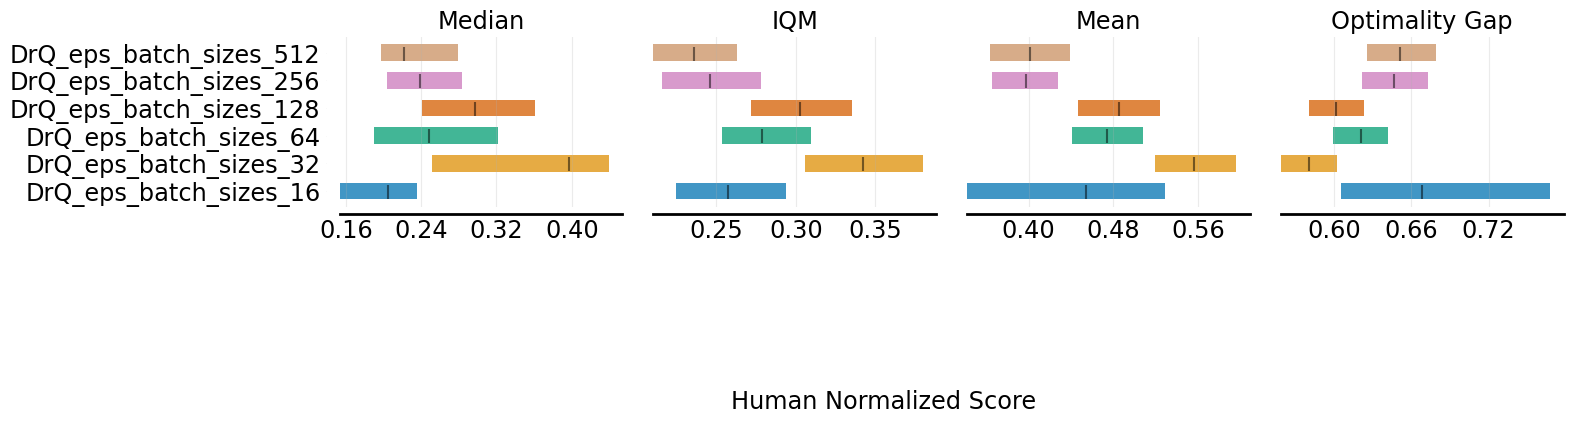 Median IQM Mean Optimality Gap
DrQ_eps_batch_sizes_512
DrQ_eps_batch_sizes_256
DrQ_eps_batch_sizes_128
DrQ_eps_batch_sizes_64
DrQ_eps_batch_sizes_32
DrQ_eps_batch_sizes_16
0.16 0.24 0.32 0.40 0.25 0.30 0.35 0.40 0.48 0.56 0.60 0.66 0.72
Human Normalized Score